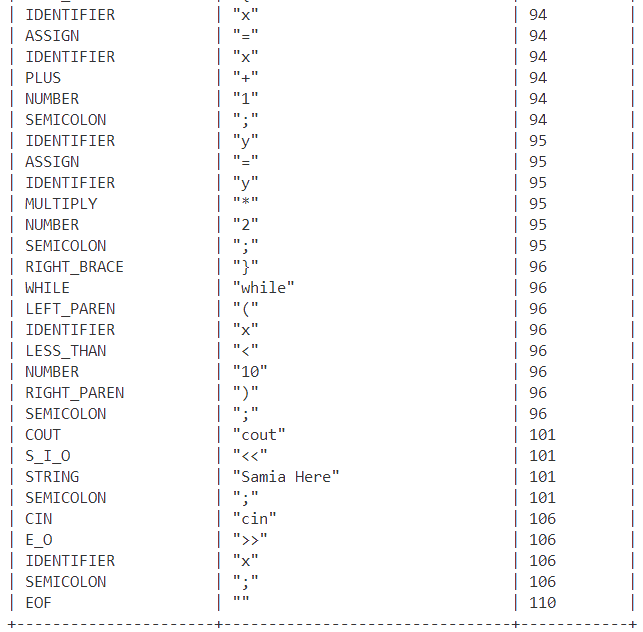 | IDENTIFIER | "x" | 94 |
| ASSIGN | "=" | 94 |
| IDENTIFIER | "x" | 94 |
| PLUS | "+" | 94 |
| NUMBER | "1" | 94 |
| SEMICOLON | ";" | 94 |
| IDENTIFIER | "y" | 95 |
| ASSIGN | "=" | 95 |
| IDENTIFIER | "y" | 95 |
| MULTIPLY | "*" | 95 |
| NUMBER | "2" | 95 |
| SEMICOLON | ";" | 95 |
| RIGHT_BRACE | "}" | 96 |
| WHILE | "while" | 96 |
| LEFT_PAREN | "(" | 96 |
| IDENTIFIER | "x" | 96 |
| LESS_THAN | "<" | 96 |
| NUMBER | "10" | 96 |
| RIGHT_PAREN | ")" | 96 |
| SEMICOLON | ";" | 96 |
| COUT | "cout" | 101 |
| S_I_O | "<<" | 101 |
| STRING | "Samia Here" | 101 |
| SEMICOLON | ";" | 101 |
| CIN | "cin" | 106 |
| E_O | ">>" | 106 |
| IDENTIFIER | "x" | 106 |
| SEMICOLON | ";" | 106 |
| EOF | "" | 110 |
+----------------------+--------------------------------+------------+